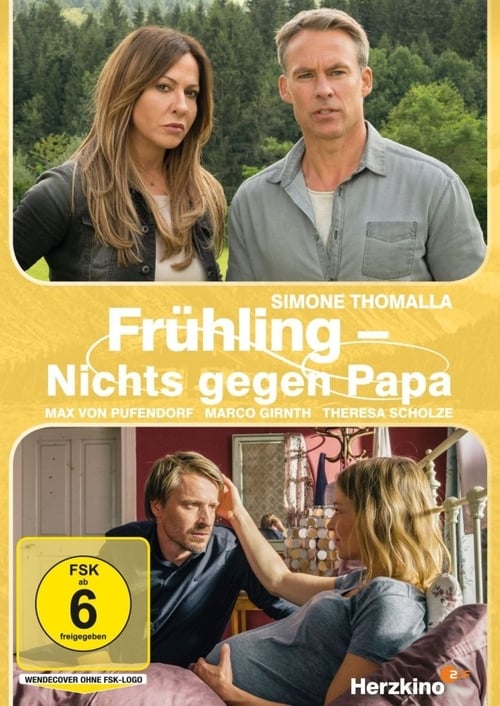 SIMONE THOMALLA
Frühling –
Nichts gegen Papa
MAX VON PUFENDORF MARCO GIRNTH THERESA SCHOLZE
FSK
ab
6
freigegeben
WENDECOVER OHNE FSK-LOGO
Herzkino 2